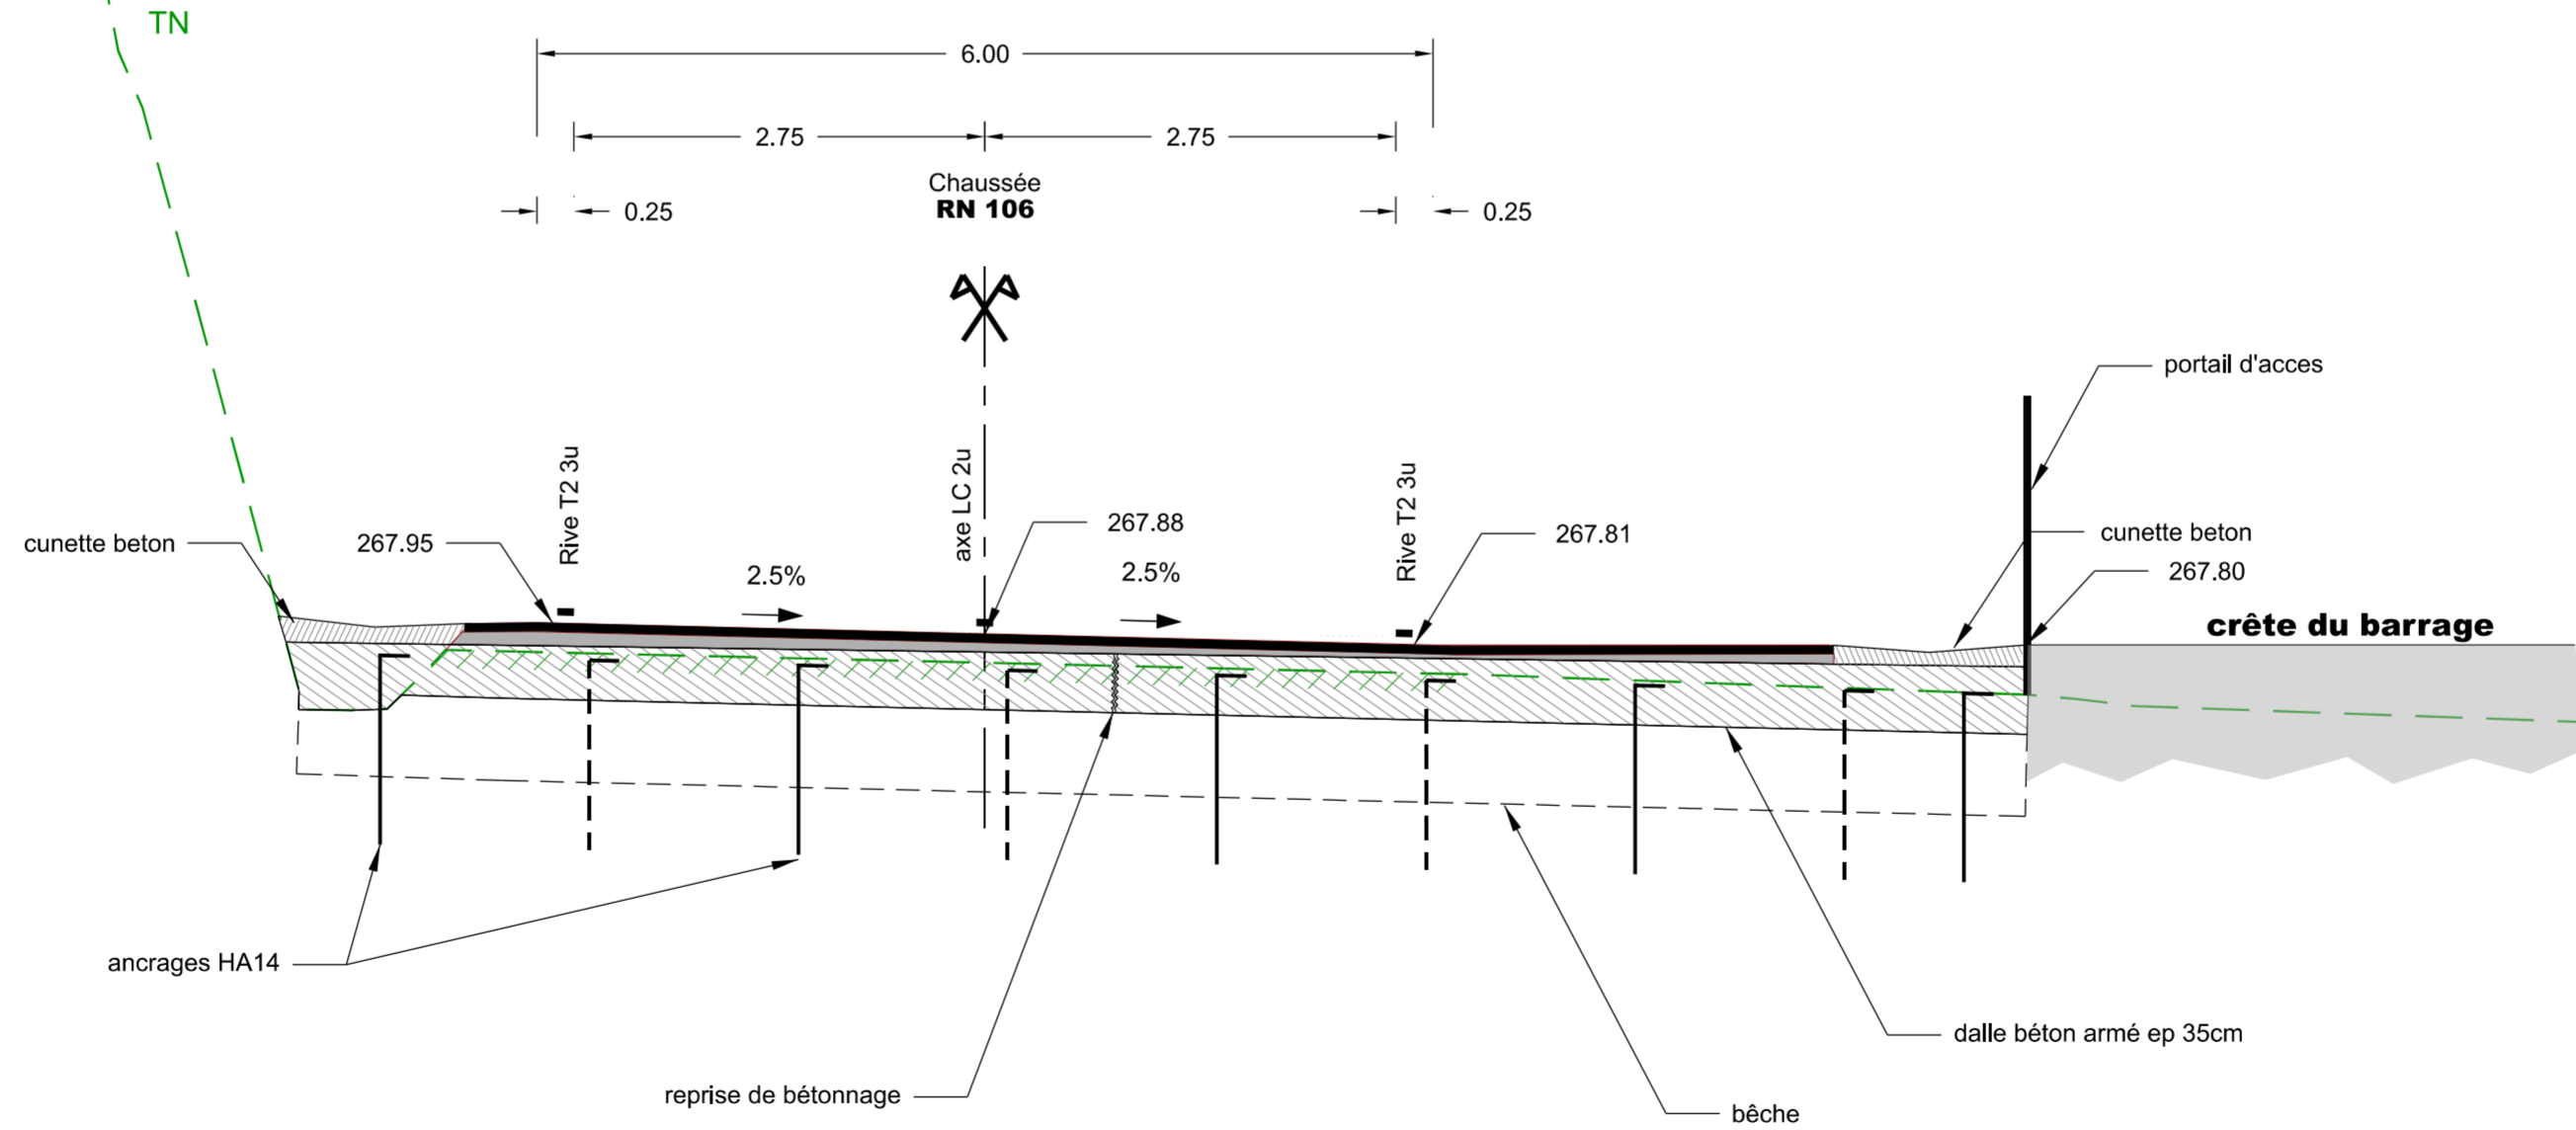 TN
6.00
2.75
2.75
Chaussée
RN 106
0.25
0.25
portail d'acces
Rive T2 3u
axe LC 2u
Rive T2 3u
cunette beton
267.95
267.88
267.81
cunette beton
2.5%
2.5%
267.80
crête du barrage
ancrages HA14
dalle béton armé ep 35cm
reprise de bétonnage
bêche